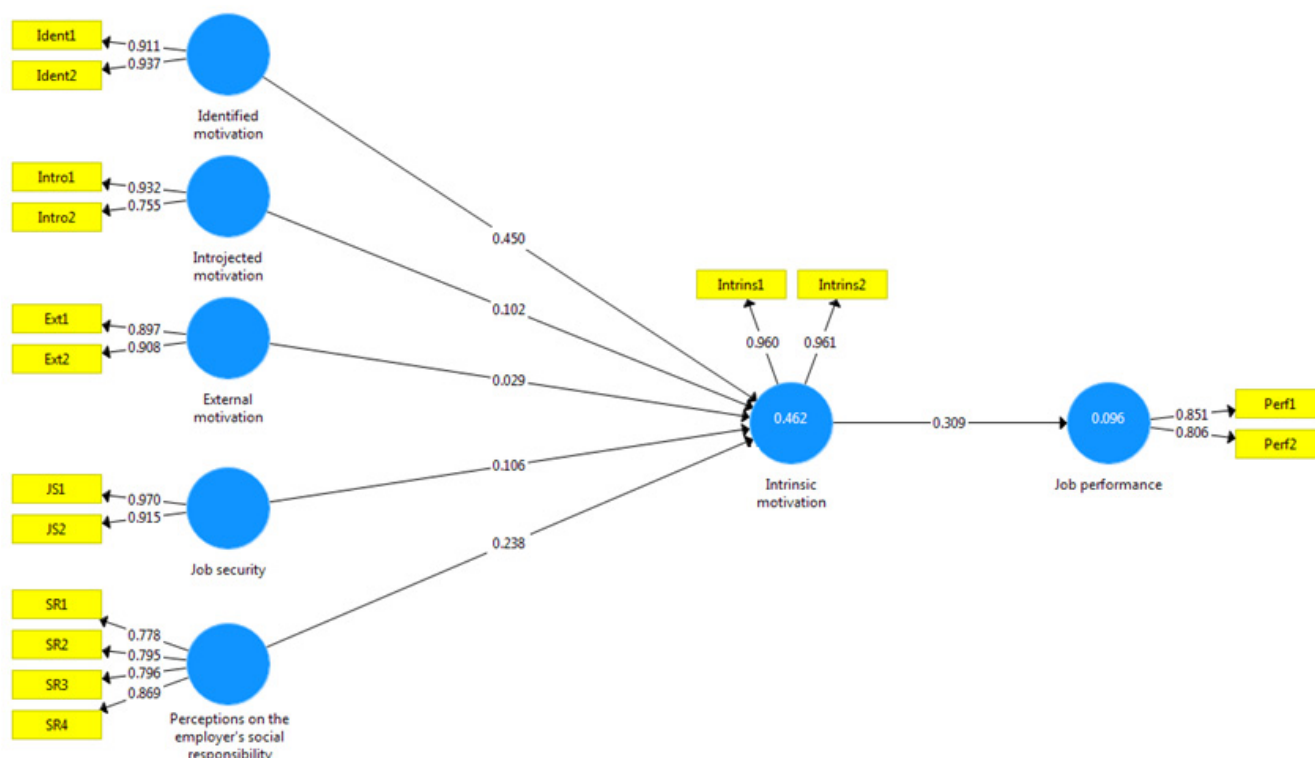 Ident1
0.911
Ident2
0.937
Identified
motivation
Intro1
0.932
Intro2
0.755
Introjected
motivation
Ext1
0.897
Ext2
0.908
External
motivation
JS1
0.970
JS2
0.915
Job security
SR1
0.778
SR2
0.795
SR3
0.796
SR4
0.869
Perceptions on the
employer's social
responsibility
0.450
0.102
0.029
0.106
0.238
Intrins1
Intrins2
0.960
0.961
0.462
Intrinsic
motivation
0.309
0.096
Job performance
0.851
Perf1
0.806
Perf2